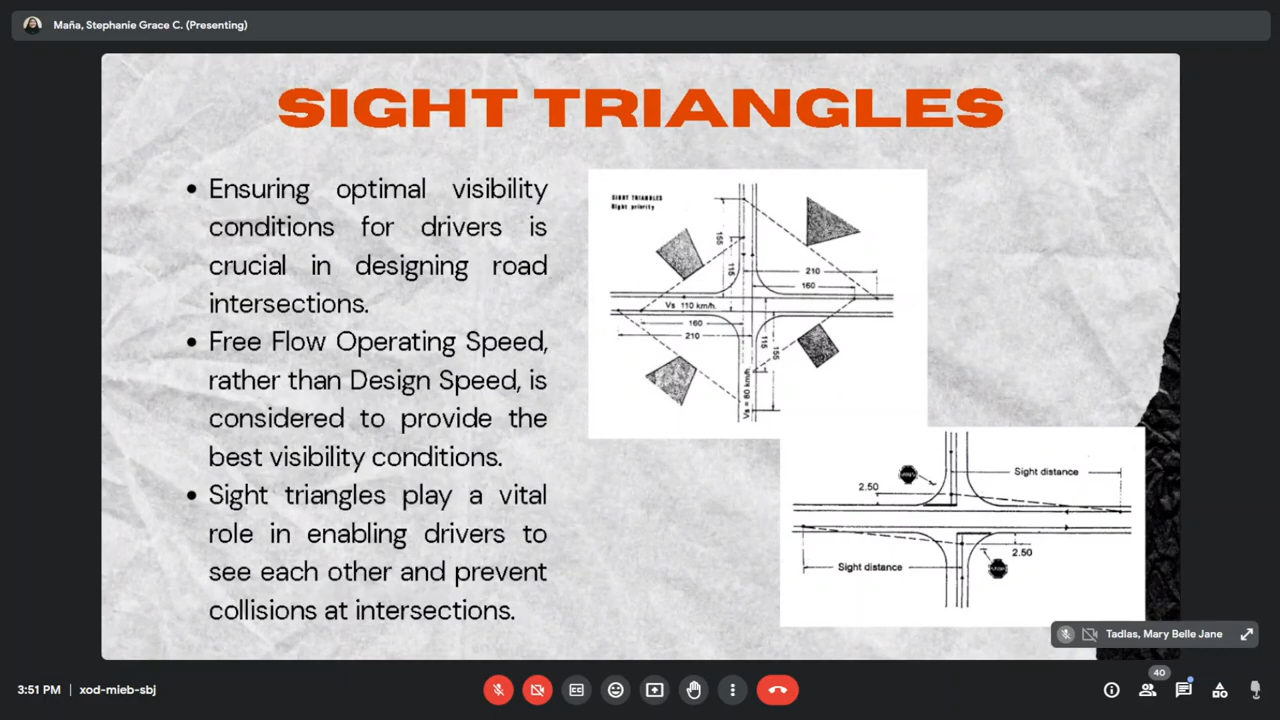 Maña, Stephanie Grace C. (Presenting)
SIGHT TRIANGLES
• Ensuring optimal visibility
conditions for drivers is
crucial in designing road
intersections.
• Free Flow Operating Speed,
rather than Design Speed, is
considered to provide the
best visibility conditions.
• Sight triangles play a vital
role in enabling drivers to
see each other and prevent
collisions at intersections.
SIGHT TRIANGLES
Right priority
155
115
210
160
Vs 110 km/h.
160
210
115
155
Vs = 80 km/h.
Sight distance
2.50
2.50
Sight distance
Tadlas, Mary Belle Jane
3:51 PM | xod-mieb-sbj
40